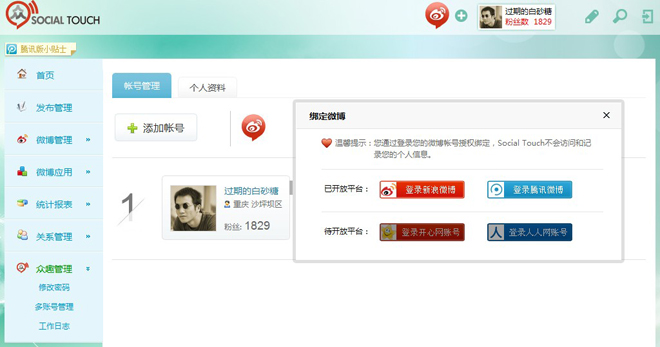 SOCIAL TOUCH
过期的白砂糖
粉丝数 1829
腾讯版小贴士
首页
发布管理
微博管理
微博应用
统计报表
关系管理
众趣管理
修改密码
多账号管理
工作日志
帐号管理
个人资料
添加帐号
1
过期的白砂糖
重庆 沙坪坝区
粉丝: 1829
绑定微博
温馨提示：您通过登录您的微博帐号授权绑定，Social Touch不会访问和记
录您的个人信息。
已开放平台：
登录新浪微博
登录腾讯微博
待开放平台：
登录开心网账号
登录人人网账号